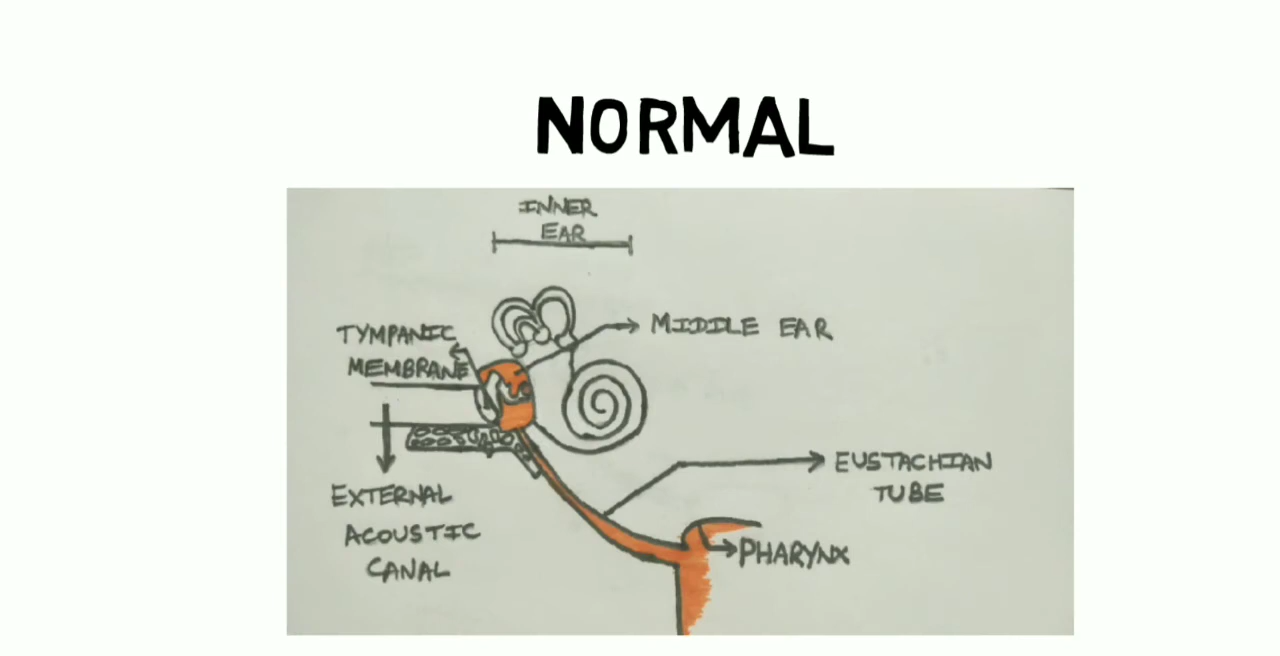 NORMAL
INNER
EAR
TYMPANIC
MEMBRANE
MIDDLE EAR
EUSTACHIAN
TUBE
EXTERNAL
ACOUSTIC
CANAL
PHARYNX